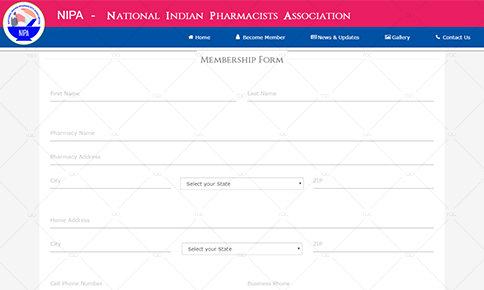 NIPA
NIPA - National Indian Pharmacists Association
Home Become Member News & Updates Gallery Contact Us
Membership Form
First Name Last Name
Pharmacy Name
Pharmacy Address
City Select your State ZIP
Home Address
City Select your State ZIP
Cell Phone Number Business Phone